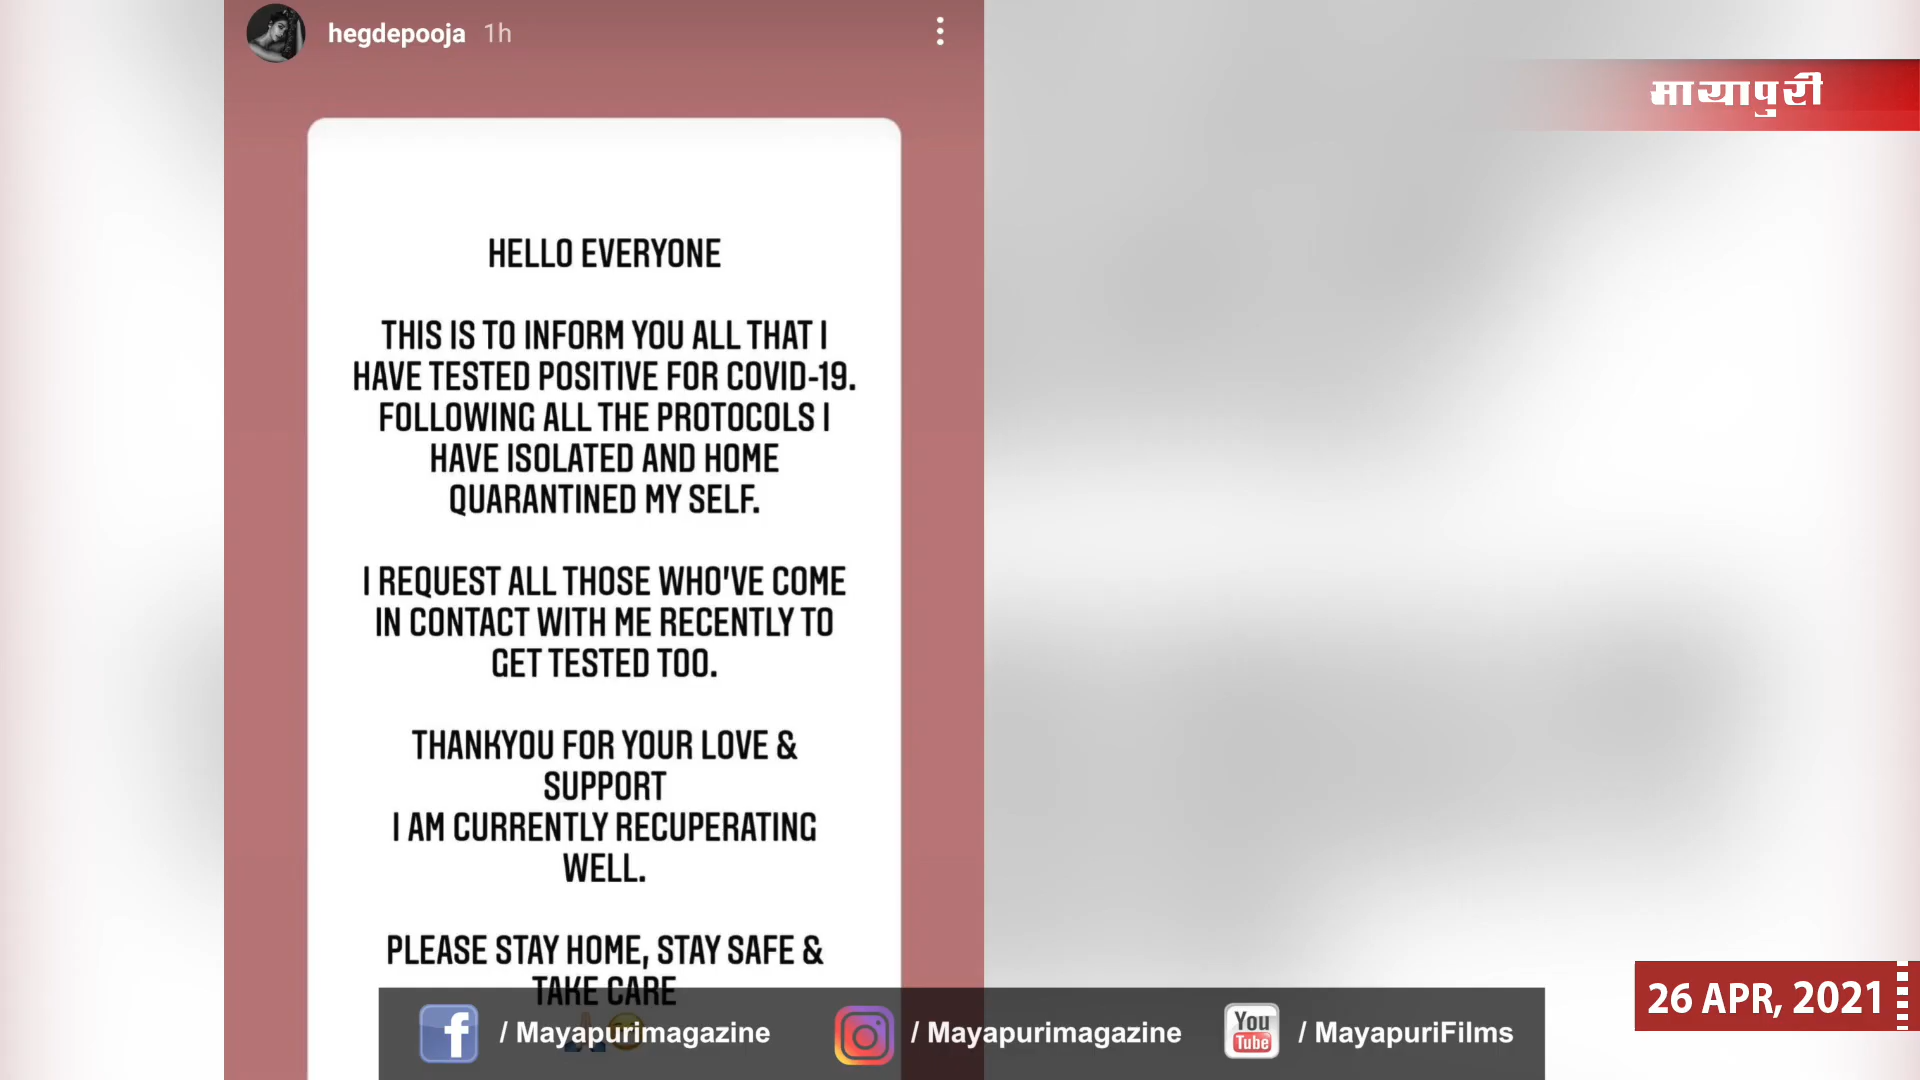 hegdepooja 1h
मायापुरी
HELLO EVERYONE
THIS IS TO INFORM YOU ALL THAT I
HAVE TESTED POSITIVE FOR COVID-19.
FOLLOWING ALL THE PROTOCOLS I
HAVE ISOLATED AND HOME
QUARANTINED MY SELF.
I REQUEST ALL THOSE WHO'VE COME
IN CONTACT WITH ME RECENTLY TO
GET TESTED TOO.
THANKYOU FOR YOUR LOVE &
SUPPORT
I AM CURRENTLY RECUPERATING
WELL.
PLEASE STAY HOME, STAY SAFE &
TAKE CARE
26 APR, 2021
f / Mayapurimagazine / Mayapurimagazine You Tube / MayapuriFilms